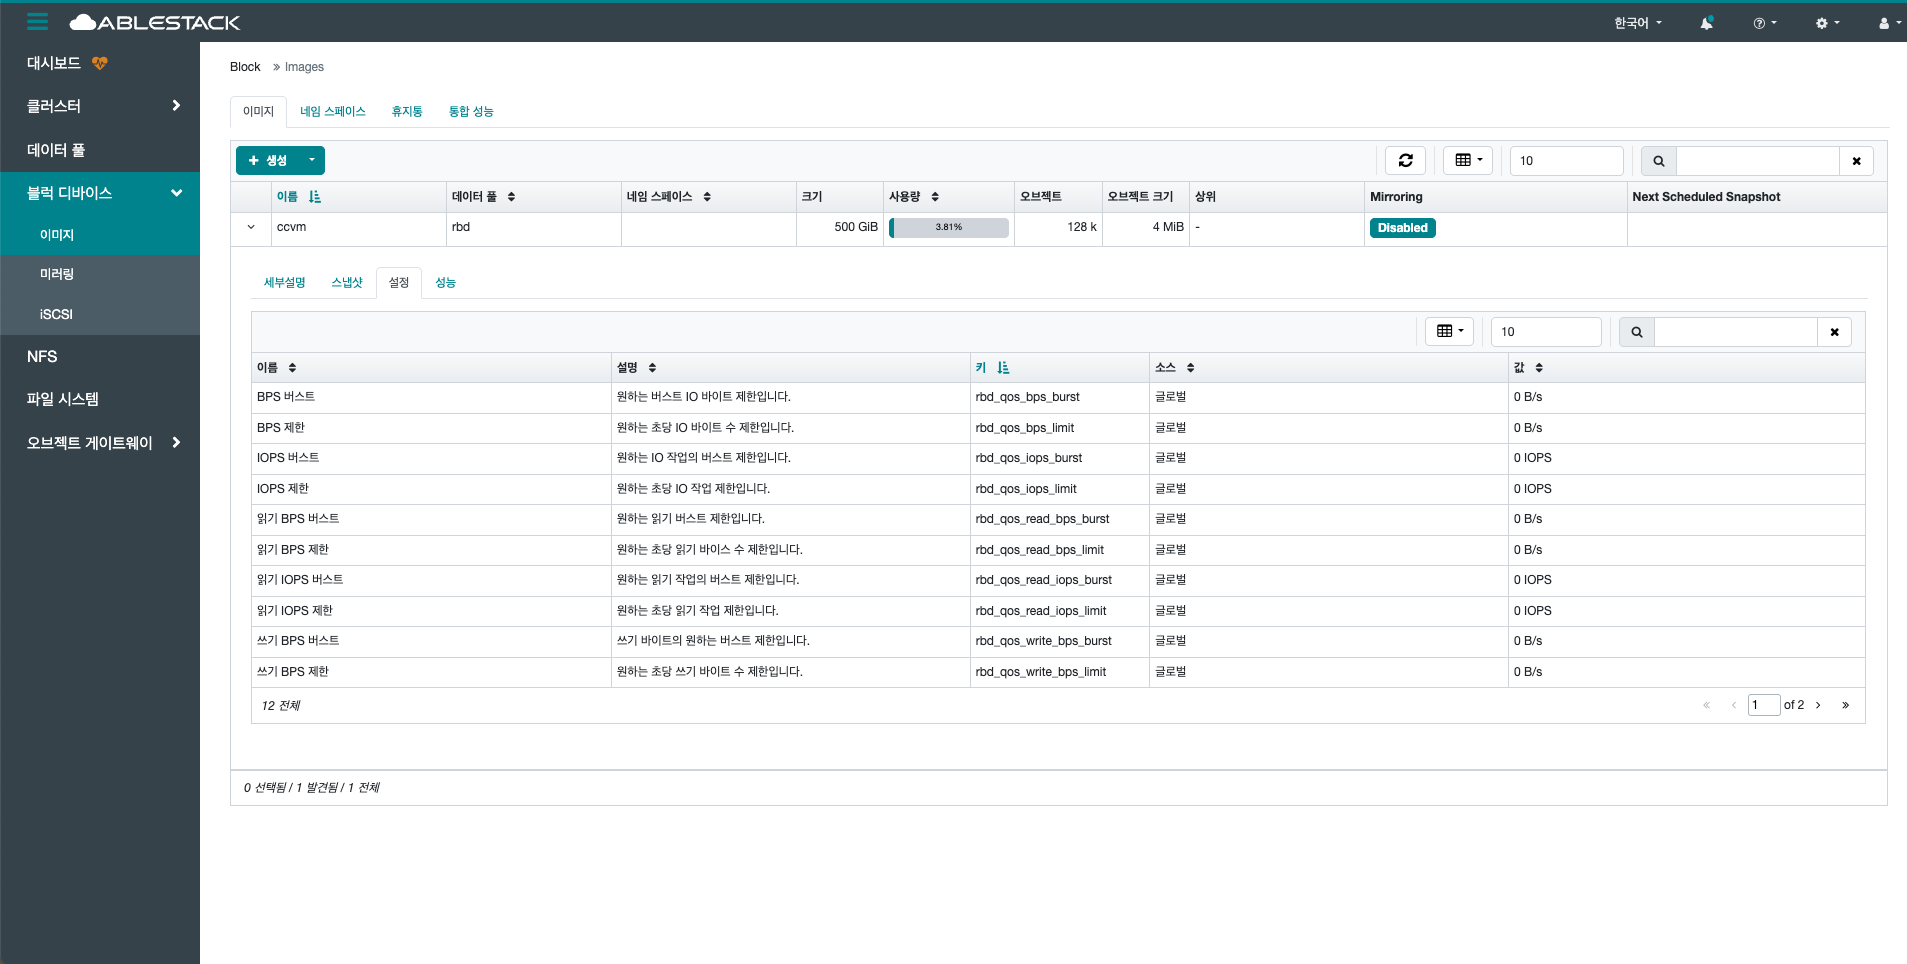 ABLESTACK
한국어
대시보드
클러스터
데이터 풀
블럭 디바이스
이미지
미러링
iSCSI
NFS
파일 시스템
오브젝트 게이트웨이
Block » Images
이미지 네임 스페이스 휴지통 통합 성능
+ 생성 10
이름 데이터 풀 네임 스페이스 크기 사용량 오브젝트 오브젝트 크기 상위 Mirroring Next Scheduled Snapshot
ccvm rbd 500 GiB 3.81% 128 k 4 MiB - Disabled
세부설명 스냅샷 설정 성능
10
이름 설명 키 소스 값
BPS 버스트 원하는 버스트 IO 바이트 제한입니다. rbd_qos_bps_burst 글로벌 0 B/s
BPS 제한 원하는 초당 IO 바이트 수 제한입니다. rbd_qos_bps_limit 글로벌 0 B/s
IOPS 버스트 원하는 IO 작업의 버스트 제한입니다. rbd_qos_iops_burst 글로벌 0 IOPS
IOPS 제한 원하는 초당 IO 작업 제한입니다. rbd_qos_iops_limit 글로벌 0 IOPS
읽기 BPS 버스트 원하는 읽기 버스트 제한입니다. rbd_qos_read_bps_burst 글로벌 0 B/s
읽기 BPS 제한 원하는 초당 읽기 바이스 수 제한입니다. rbd_qos_read_bps_limit 글로벌 0 B/s
읽기 IOPS 버스트 원하는 읽기 작업의 버스트 제한입니다. rbd_qos_read_iops_burst 글로벌 0 IOPS
읽기 IOPS 제한 원하는 초당 읽기 작업 제한입니다. rbd_qos_read_iops_limit 글로벌 0 IOPS
쓰기 BPS 버스트 쓰기 바이트의 원하는 버스트 제한입니다. rbd_qos_write_bps_burst 글로벌 0 B/s
쓰기 BPS 제한 원하는 초당 쓰기 바이트 수 제한입니다. rbd_qos_write_bps_limit 글로벌 0 B/s
12 전체 « ‹ 1 of 2 › »
0 선택됨 / 1 발견됨 / 1 전체